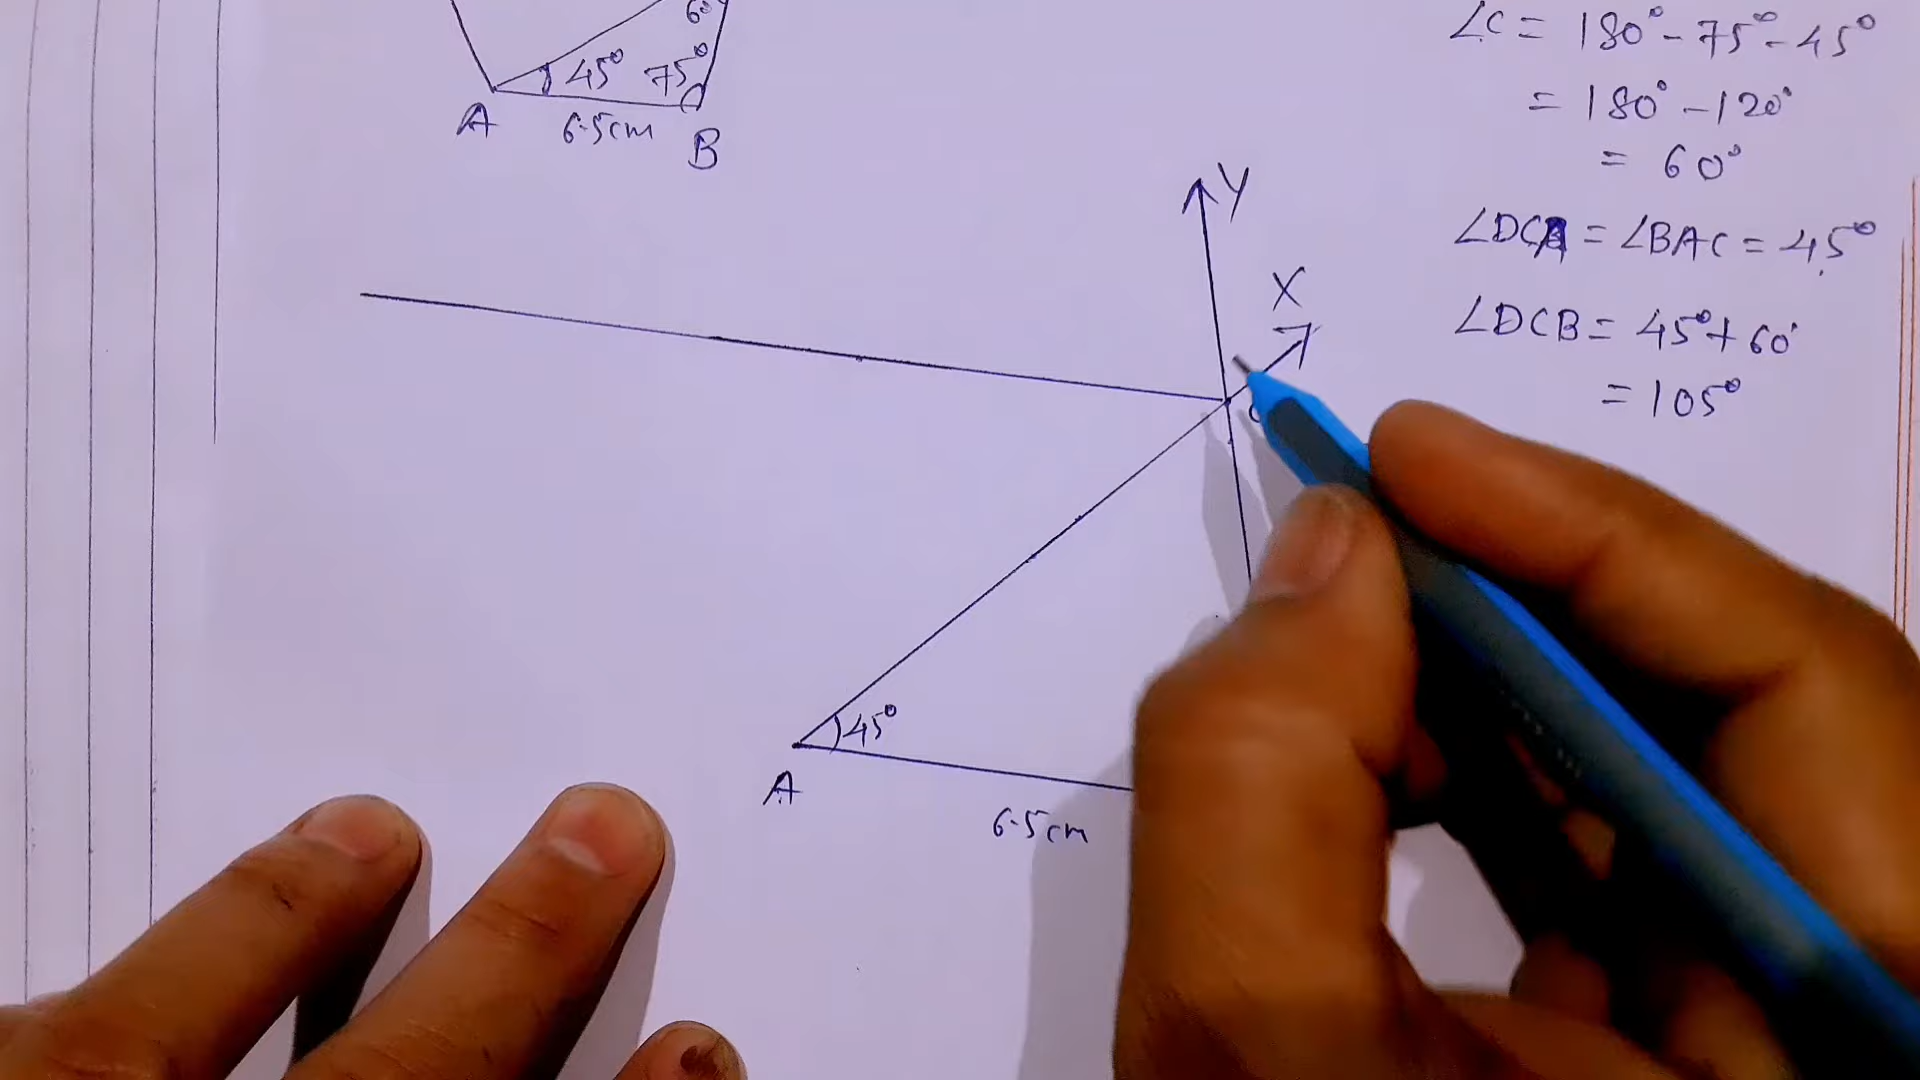 60
45° 75°
A 6.5cm B
∠C = 180° - 75° - 45°
= 180° - 120°
= 60°
∠DCA = ∠BAC = 45°
∠DCB = 45° + 60°
= 105°
Y
X
45°
A
6.5cm